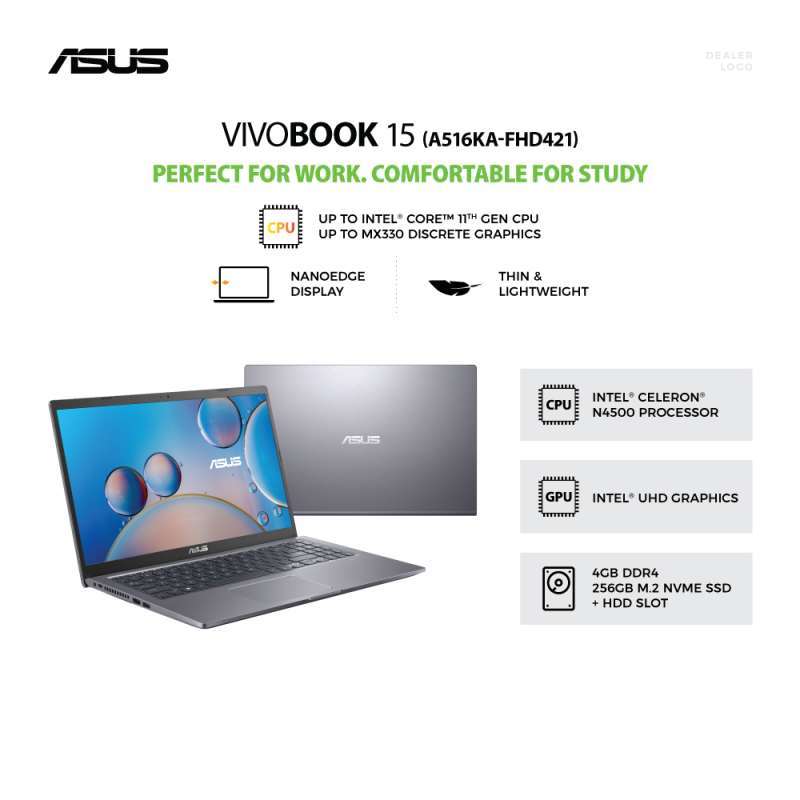 ASUS
DEALER
LOGO
VIVOBOOK 15 (A516KA-FHD421)
PERFECT FOR WORK. COMFORTABLE FOR STUDY
CPU
UP TO INTEL® CORE™ 11TH GEN CPU
UP TO MX330 DISCRETE GRAPHICS
NANOEDGE
DISPLAY
THIN &
LIGHTWEIGHT
ASUS
ASUS
ASUS
CPU
INTEL® CELERON®
N4500 PROCESSOR
GPU
INTEL® UHD GRAPHICS
4GB DDR4
256GB M.2 NVME SSD
+ HDD SLOT